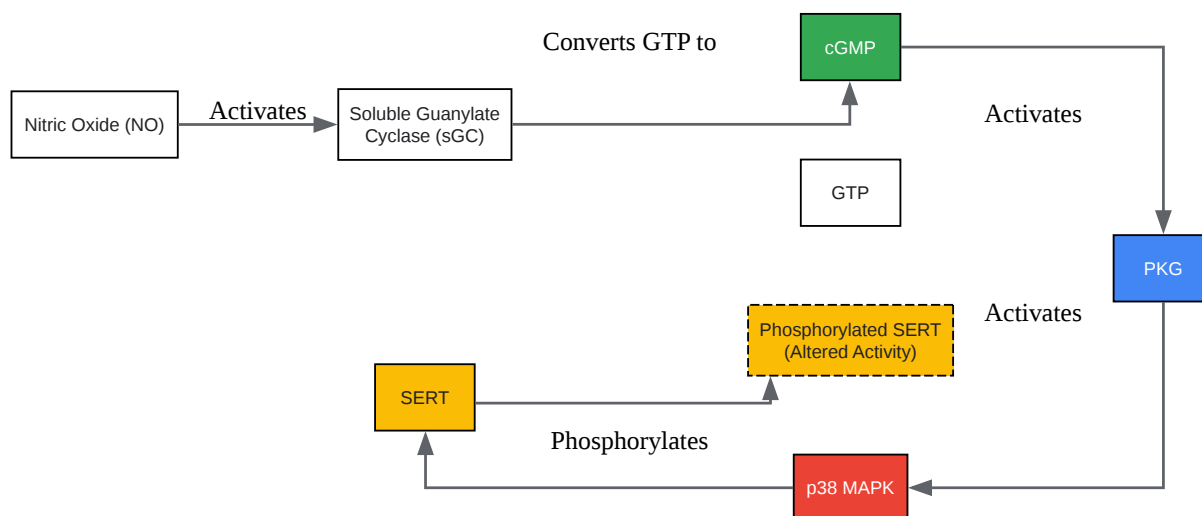 Converts GTP to
cGMP
Nitric Oxide (NO)
Activates
Soluble Guanylate
Cyclase (sGC)
Activates
GTP
PKG
Activates
Phosphorylated SERT
(Altered Activity)
SERT
Phosphorylates
p38 MAPK